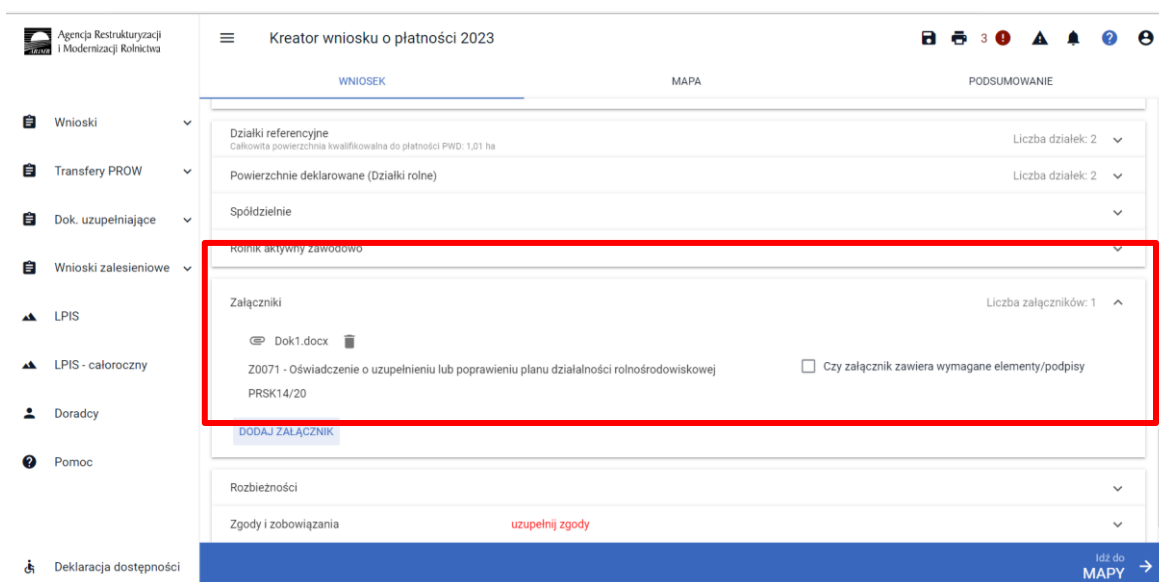 Agencja Restrukturyzacji
i Modernizacji Rolnictwa
ARiMR
Kreator wniosku o płatności 2023
3
WNIOSEK
MAPA
PODSUMOWANIE
Wnioski
Transfery PROW
Dok. uzupełniające
Wnioski zalesieniowe
LPIS
LPIS - całoroczny
Doradcy
Pomoc
Deklaracja dostępności
Działki referencyjne
Całkowita powierzchnia kwalifikowalna do płatności PWD: 1,01 ha
Liczba działek: 2
Powierzchnie deklarowane (Działki rolne)
Liczba działek: 2
Spółdzielnie
Rolnik aktywny zawodowo
Załączniki
Liczba załączników: 1
Dok1.docx
Z0071 - Oświadczenie o uzupełnieniu lub poprawieniu planu działalności rolnośrodowiskowej
PRSK14/20
Czy załącznik zawiera wymagane elementy/podpisy
DODAJ ZAŁĄCZNIK
Rozbieżności
Zgody i zobowiązania
uzupełnij zgody
Idź do
MAPY